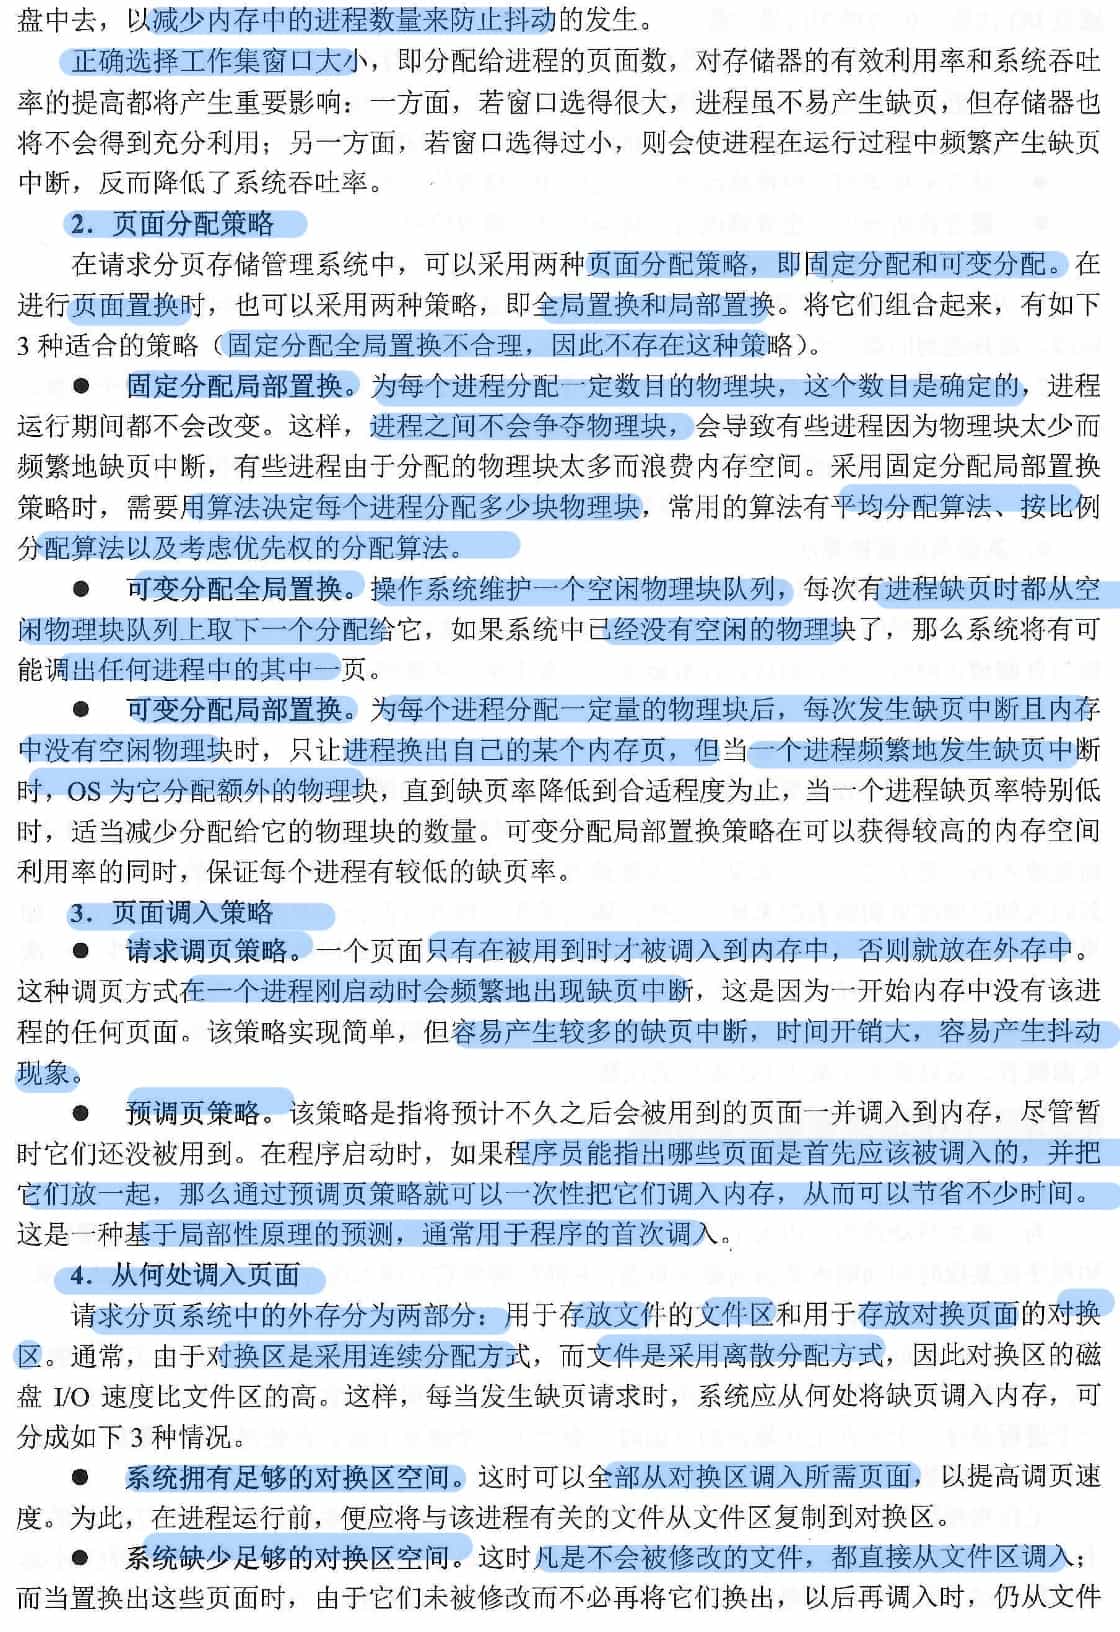 盘中去，以减少内存中的进程数量来防止抖动的发生。
正确选择工作集窗口大小，即分配给进程的页面数，对存储器的有效利用率和系统吞吐
率的提高都将产生重要影响：一方面，若窗口选得很大，进程虽不易产生缺页，但存储器也
将不会得到充分利用；另一方面，若窗口选得过小，则会使进程在运行过程中频繁产生缺页
中断，反而降低了系统吞吐率。
2．页面分配策略
在请求分页存储管理系统中，可以采用两种页面分配策略，即固定分配和可变分配。在
进行页面置换时，也可以采用两种策略，即全局置换和局部置换。将它们组合起来，有如下
3 种适合的策略（固定分配全局置换不合理，因此不存在这种策略）。
● 固定分配局部置换。为每个进程分配一定数目的物理块，这个数目是确定的，进程
运行期间都不会改变。这样，进程之间不会争夺物理块，会导致有些进程因为物理块太少而
频繁地缺页中断，有些进程由于分配的物理块太多而浪费内存空间。采用固定分配局部置换
策略时，需要用算法决定每个进程分配多少块物理块，常用的算法有平均分配算法、按比例
分配算法以及考虑优先权的分配算法。
● 可变分配全局置换。操作系统维护一个空闲物理块队列，每次有进程缺页时都从空
闲物理块队列上取下一个分配给它，如果系统中已经没有空闲的物理块了，那么系统将有可
能调出任何进程中的其中一页。
● 可变分配局部置换。为每个进程分配一定量的物理块后，每次发生缺页中断且内存
中没有空闲物理块时，只让进程换出自己的某个内存页，但当一个进程频繁地发生缺页中断
时，OS 为它分配额外的物理块，直到缺页率降低到合适程度为止，当一个进程缺页率特别低
时，适当减少分配给它的物理块的数量。可变分配局部置换策略在可以获得较高的内存空间
利用率的同时，保证每个进程有较低的缺页率。
3．页面调入策略
● 请求调页策略。一个页面只有在被用到时才被调入到内存中，否则就放在外存中。
这种调页方式在一个进程刚启动时会频繁地出现缺页中断，这是因为一开始内存中没有该进
程的任何页面。该策略实现简单，但容易产生较多的缺页中断，时间开销大，容易产生抖动
现象。
● 预调页策略。该策略是指将预计不久之后会被用到的页面一并调入到内存，尽管暂
时它们还没被用到。在程序启动时，如果程序员能指出哪些页面是首先应该被调入的，并把
它们放一起，那么通过预调页策略就可以一次性把它们调入内存，从而可以节省不少时间。
这是一种基于局部性原理的预测，通常用于程序的首次调入。
4．从何处调入页面
请求分页系统中的外存分为两部分：用于存放文件的文件区和用于存放对换页面的对换
区。通常，由于对换区是采用连续分配方式，而文件是采用离散分配方式，因此对换区的磁
盘 I/O 速度比文件区的高。这样，每当发生缺页请求时，系统应从何处将缺页调入内存，可
分成如下 3 种情况。
● 系统拥有足够的对换区空间。这时可以全部从对换区调入所需页面，以提高调页速
度。为此，在进程运行前，便应将与该进程有关的文件从文件区复制到对换区。
● 系统缺少足够的对换区空间。这时凡是不会被修改的文件，都直接从文件区调入；
而当置换出这些页面时，由于它们未被修改而不必再将它们换出，以后再调入时，仍从文件